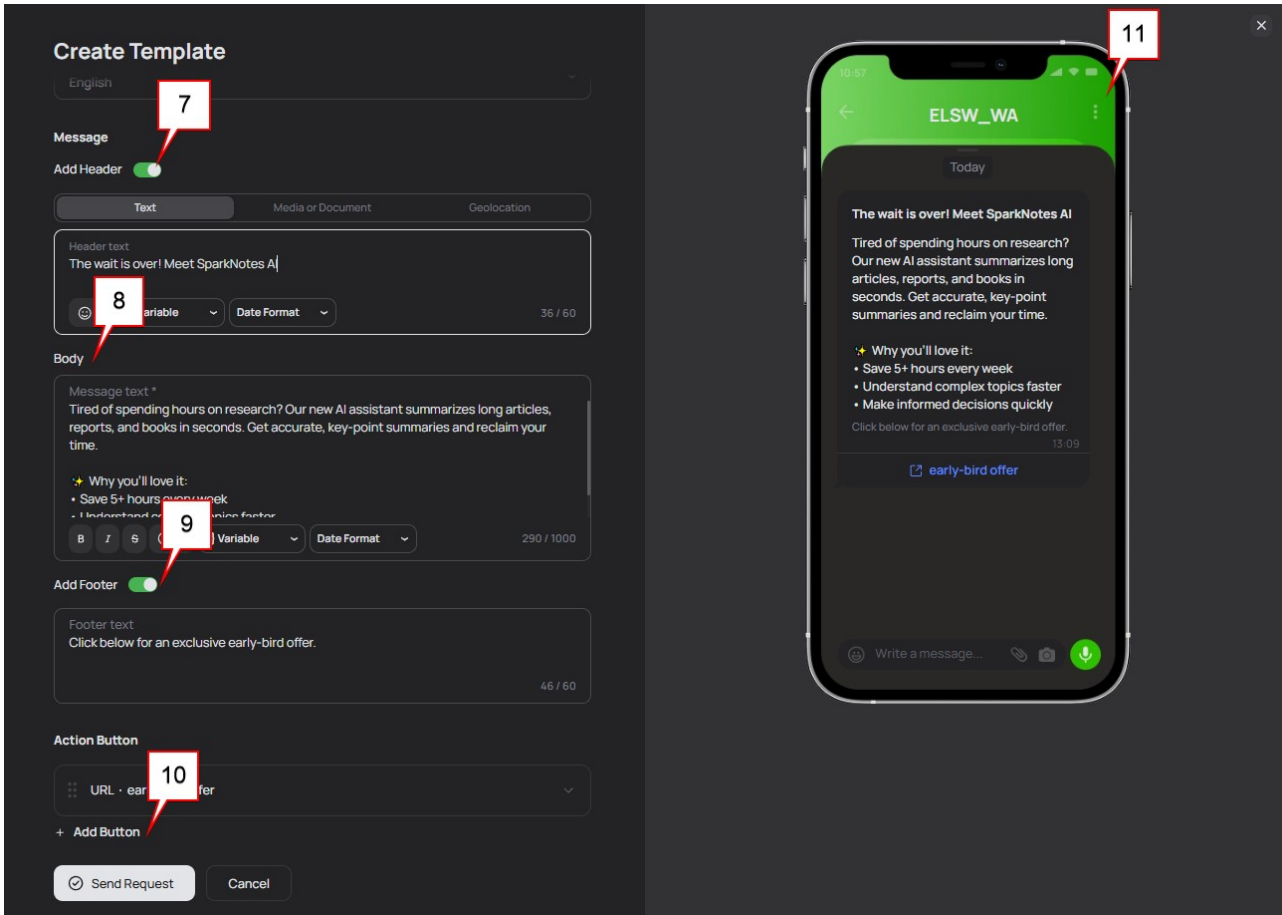 Create Template
English
7
Message
Add Header
Text Media or Document Geolocation
Header text
The wait is over! Meet SparkNotes AI
8
ariable Date Format 36 / 60
Body
Message text *
Tired of spending hours on research? Our new AI assistant summarizes long articles,
reports, and books in seconds. Get accurate, key-point summaries and reclaim your
time.
✨ Why you'll love it:
• Save 5+ hours every week
• Understand complex topics faster
9
B I S Variable Date Format 290 / 1000
Add Footer
Footer text
Click below for an exclusive early-bird offer.
46 / 60
Action Button
10
URL · ear fer
+ Add Button
Send Request Cancel
11
10:57
ELSW_WA
Today
The wait is over! Meet SparkNotes AI
Tired of spending hours on research?
Our new AI assistant summarizes long
articles, reports, and books in
seconds. Get accurate, key-point
summaries and reclaim your time.
✨ Why you'll love it:
• Save 5+ hours every week
• Understand complex topics faster
• Make informed decisions quickly
Click below for an exclusive early-bird offer.
13:09
early-bird offer
Write a message...